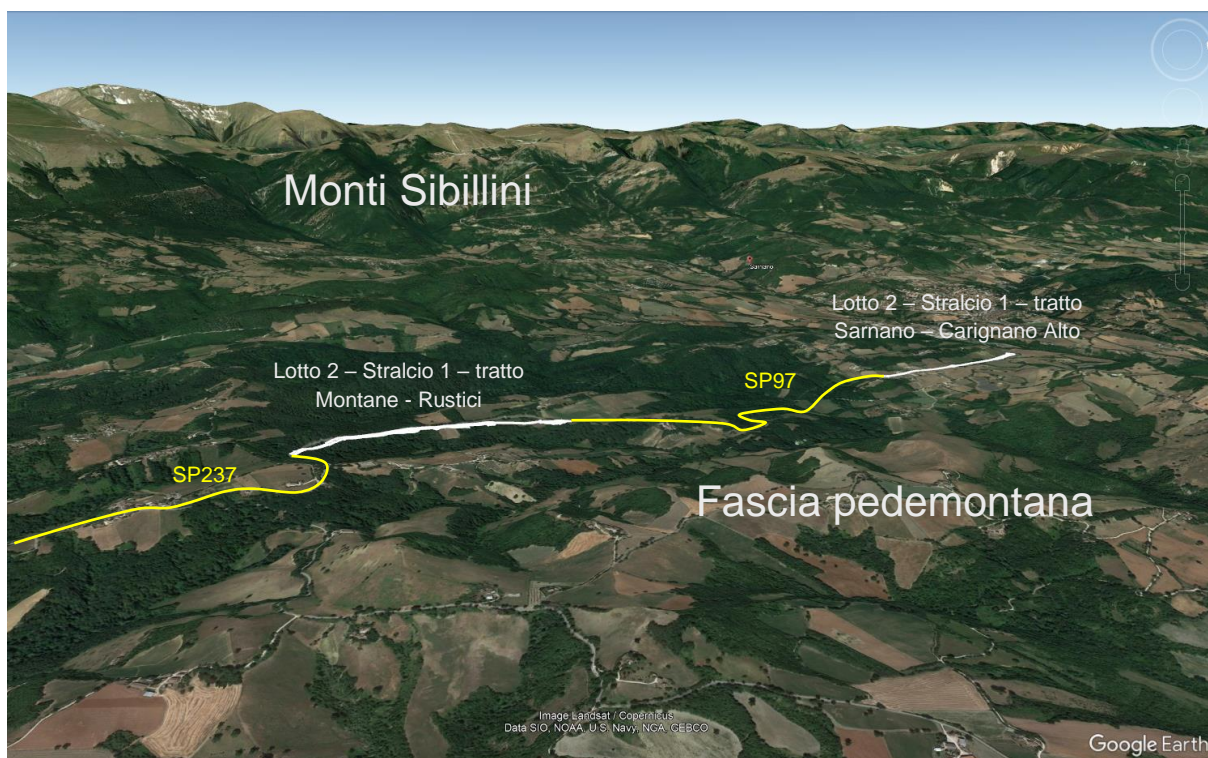 Monti Sibillini
Sarnano
Lotto 2 – Stralcio 1 – tratto
Sarnano – Carignano Alto
Lotto 2 – Stralcio 1 – tratto
Montane - Rustici
SP97
SP237
Fascia pedemontana
Image Landsat / Copernicus
Data SIO, NOAA, U.S. Navy, NGA, GEBCO
Google Earth